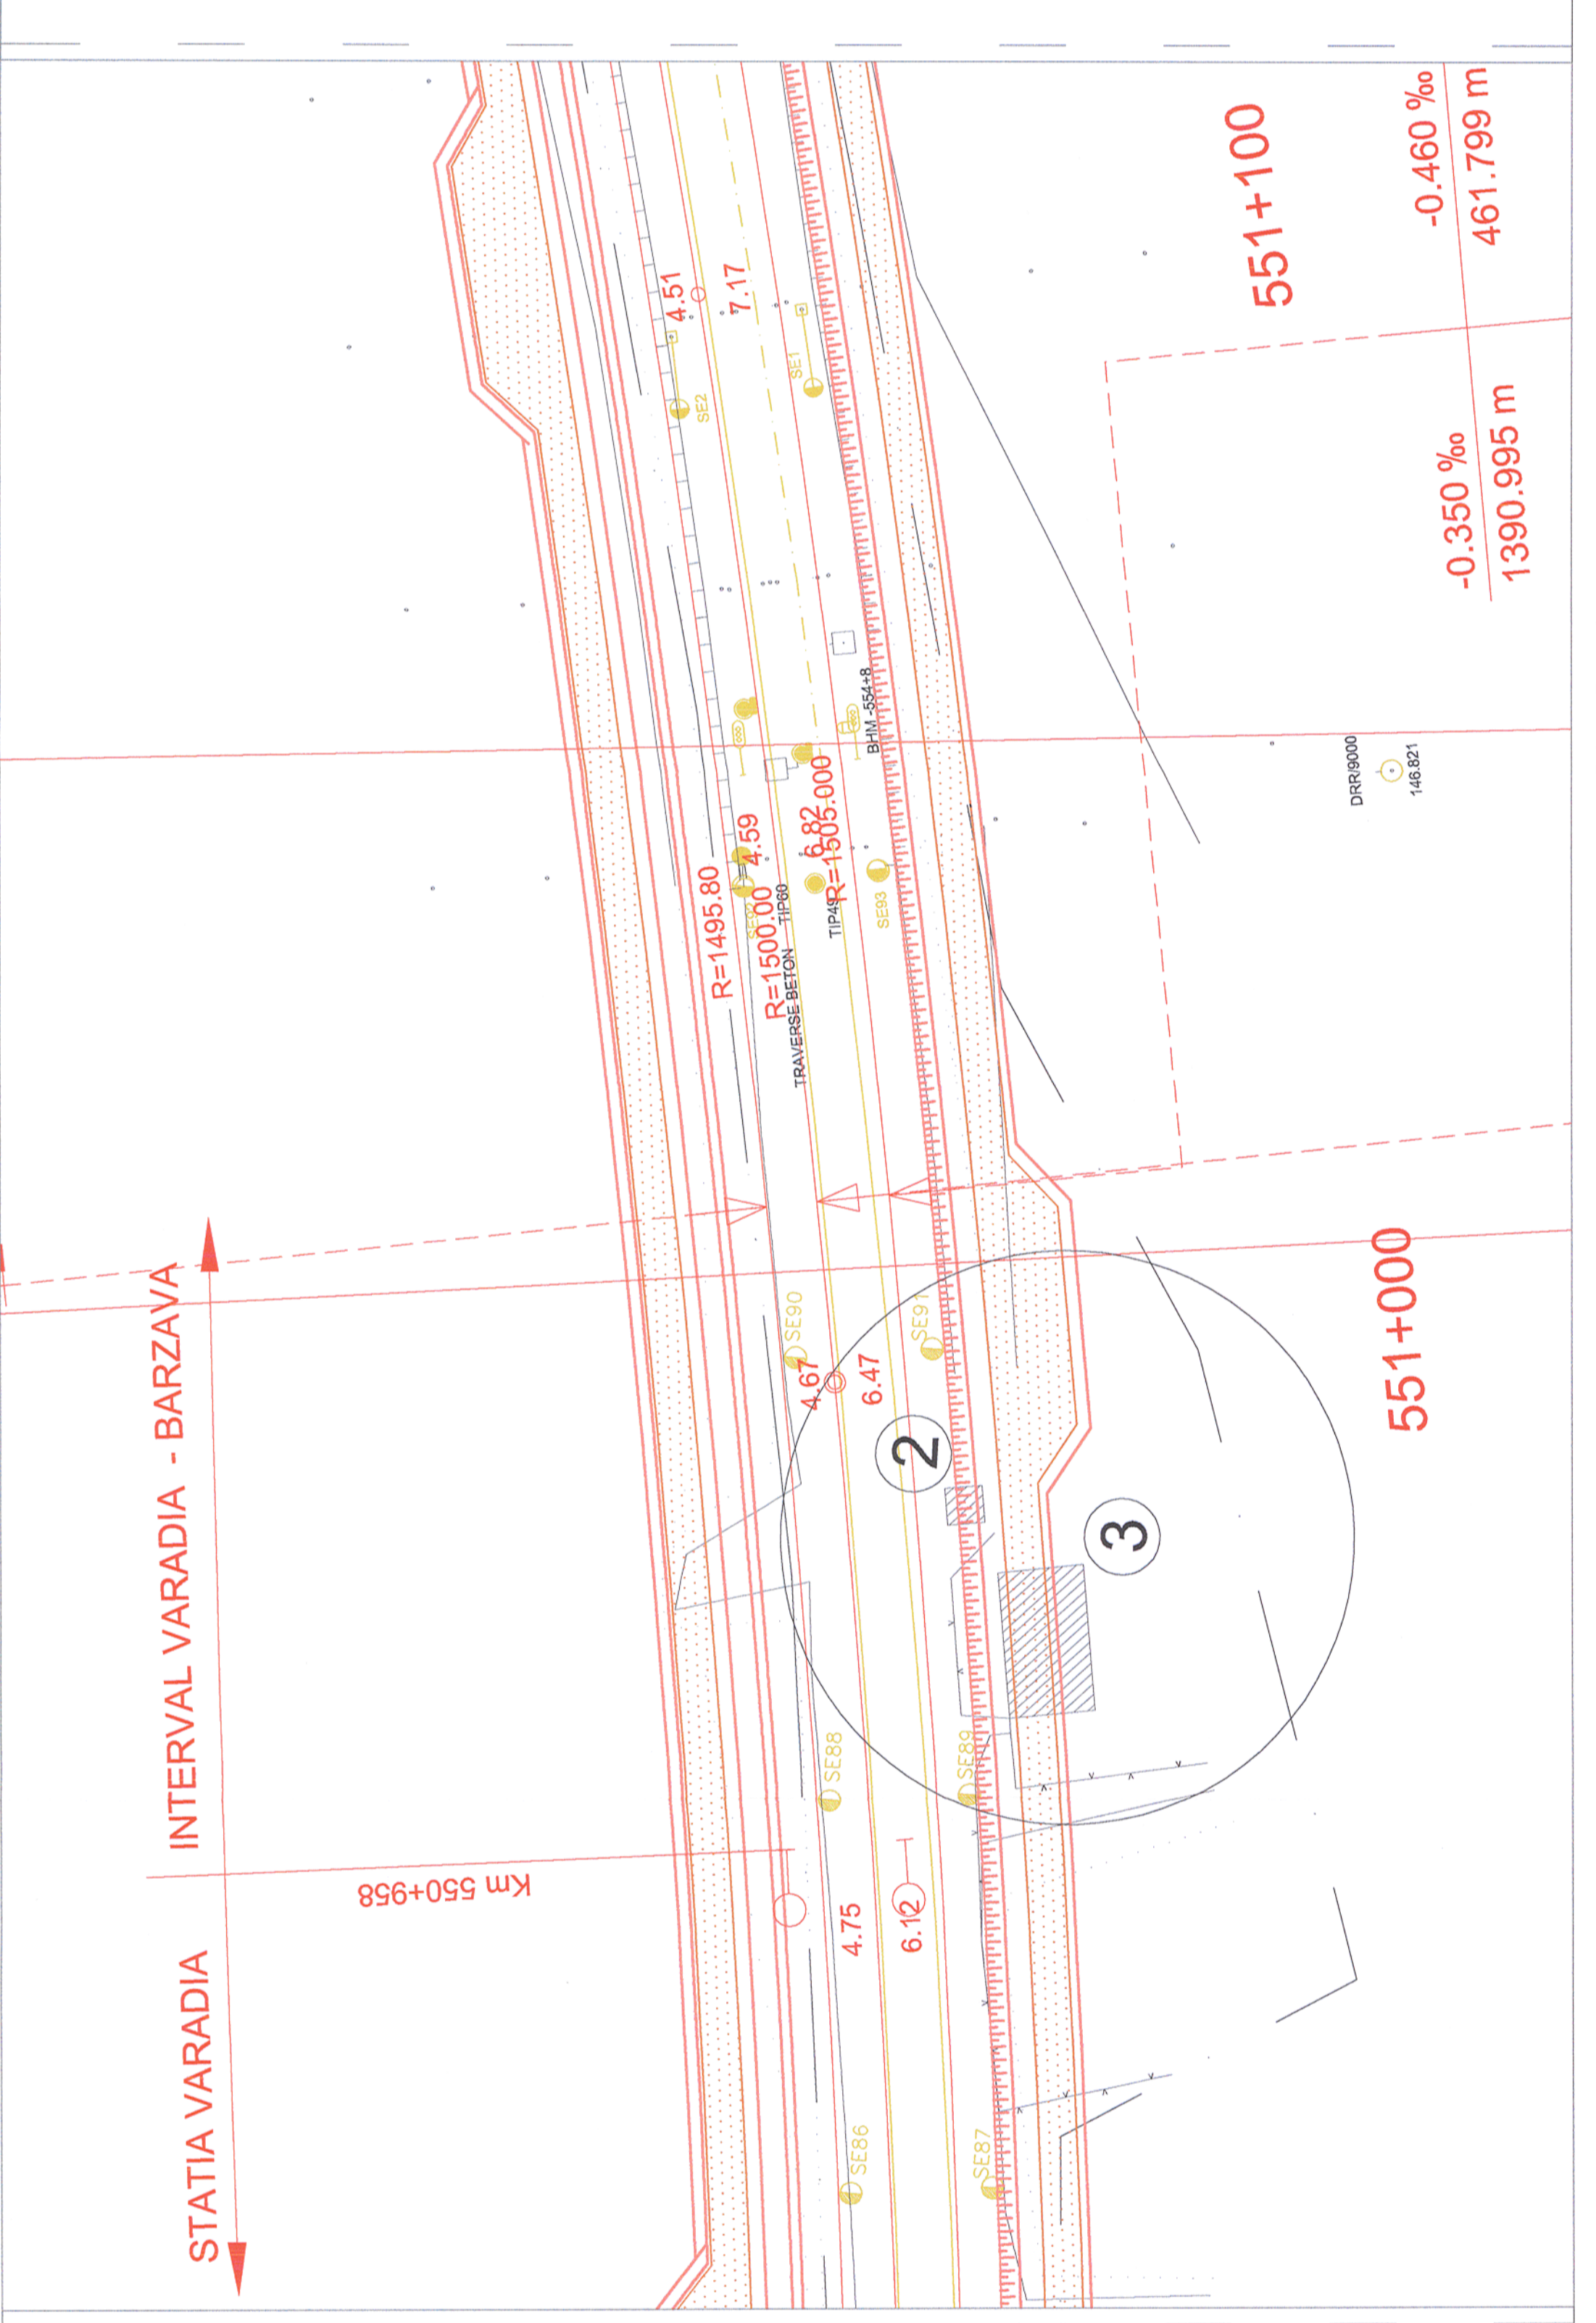 STATIA VARADIA
INTERVAL VARADIA - BARZAVA
Km 550+958
4.51
7.17
SE2
SE1
BHM -554+8
4.59
6.82
R=1505.000
R=1495.80
R=1500.00
SE92
TIP60
TIP49
SE93
TRAVERSE BETON
SE90
SE91
4.67
6.47
2
3
SE88
SE89
4.75
6.12
SE86
SE87
551+000
551+100
DRR/9000
146.821
-0.350 ‰
1390.995 m
-0.460 ‰
461.799 m